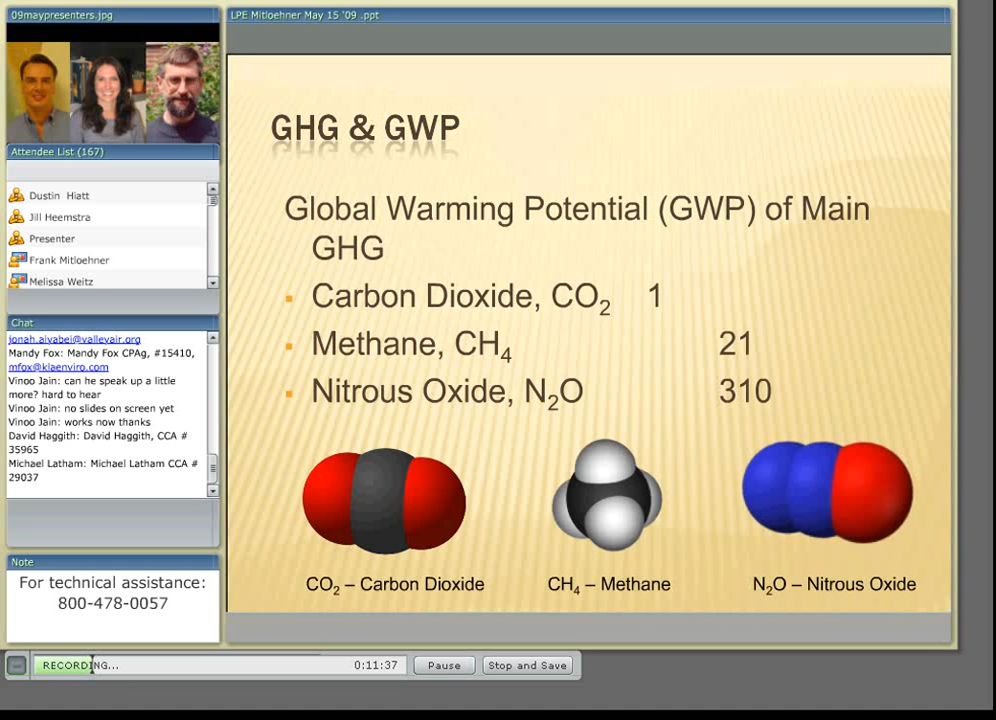 09maypresenters.jpg
LPE Mitloehner May 15 '09 .ppt
Attendee List (167)
Dustin Hiatt
Jill Heemstra
Presenter
Frank Mitloehner
Melissa Weitz
Chat
jonah.aivabei@valleyair.org
Mandy Fox: Mandy Fox CPAg, #15410,
mfox@klaenviro.com
Vinoo Jain: can he speak up a little
more? hard to hear
Vinoo Jain: no slides on screen yet
Vinoo Jain: works now thanks
David Haggith: David Haggith, CCA #
35965
Michael Latham: Michael Latham CCA #
29037
Note
For technical assistance:
800-478-0057
GHG & GWP
Global Warming Potential (GWP) of Main
GHG
Carbon Dioxide, CO₂ 1
Methane, CH₄ 21
Nitrous Oxide, N₂O 310
CO₂ – Carbon Dioxide
CH₄ – Methane
N₂O – Nitrous Oxide
RECORDING... 0:11:37 Pause Stop and Save